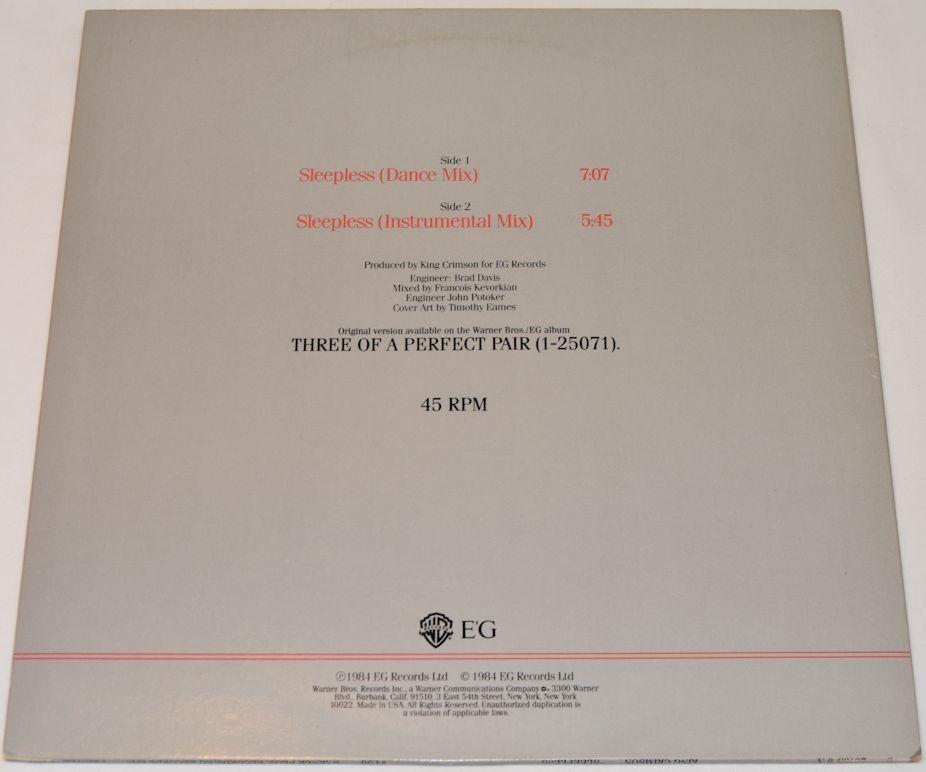 Side 1
Sleepless (Dance Mix) 7:07
Side 2
Sleepless (Instrumental Mix) 5:45
Produced by King Crimson for EG Records
Engineer: Brad Davis
Mixed by Francois Kevorkian
Engineer John Potoker
Cover Art by Timothy Eames
Original version available on the Warner Bros./EG album
THREE OF A PERFECT PAIR (1-25071).
45 RPM
E'G
℗1984 EG Records Ltd © 1984 EG Records Ltd
Warner Bros. Records Inc., a Warner Communications Company 3300 Warner
Blvd., Burbank, Calif. 91510. 3 East 54th Street, New York, New York
10022. Made in USA. All Rights Reserved. Unauthorized duplication is
a violation of applicable laws.